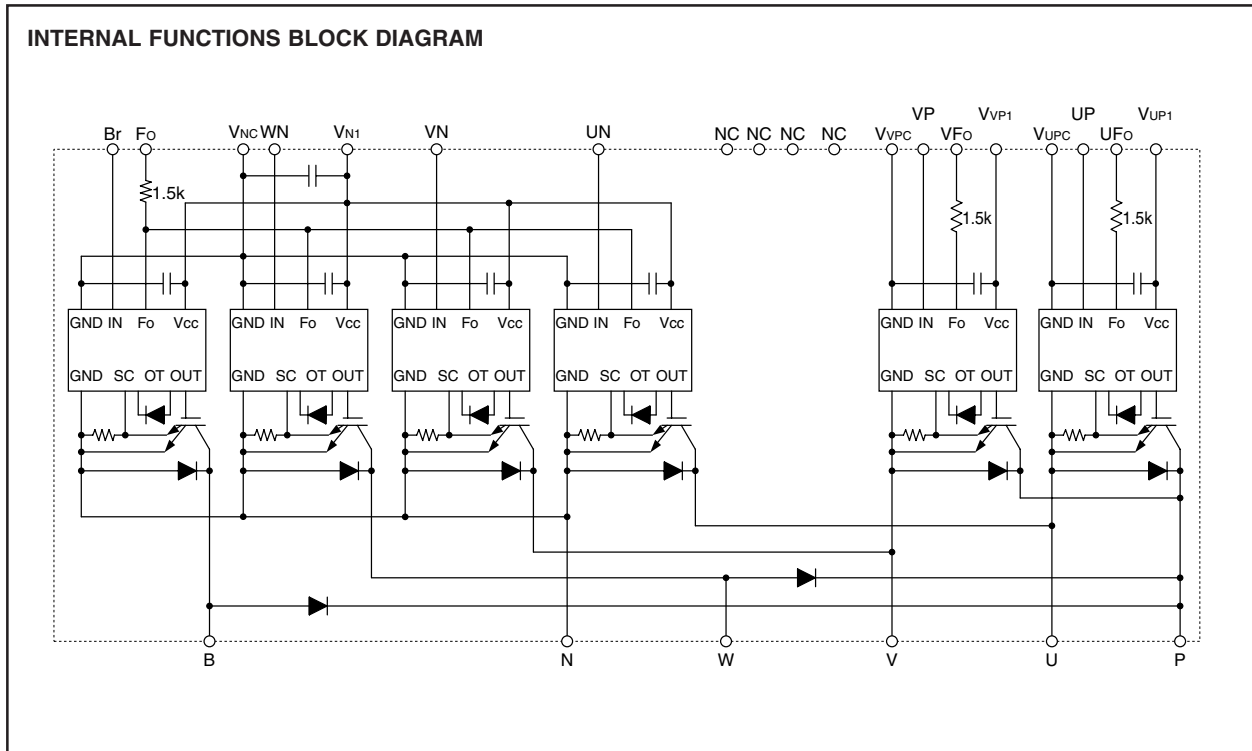 INTERNAL FUNCTIONS BLOCK DIAGRAM
Br FO VNC WN VN1 VN UN NC NC NC NC VVPC VP VFO VVP1 VUPC UP UFO VUP1
1.5k 1.5k 1.5k
GND IN FO VCC GND IN FO VCC GND IN FO VCC GND IN FO VCC GND IN FO VCC GND IN FO VCC
GND SC OT OUT GND SC OT OUT GND SC OT OUT GND SC OT OUT GND SC OT OUT GND SC OT OUT
B N W V U P